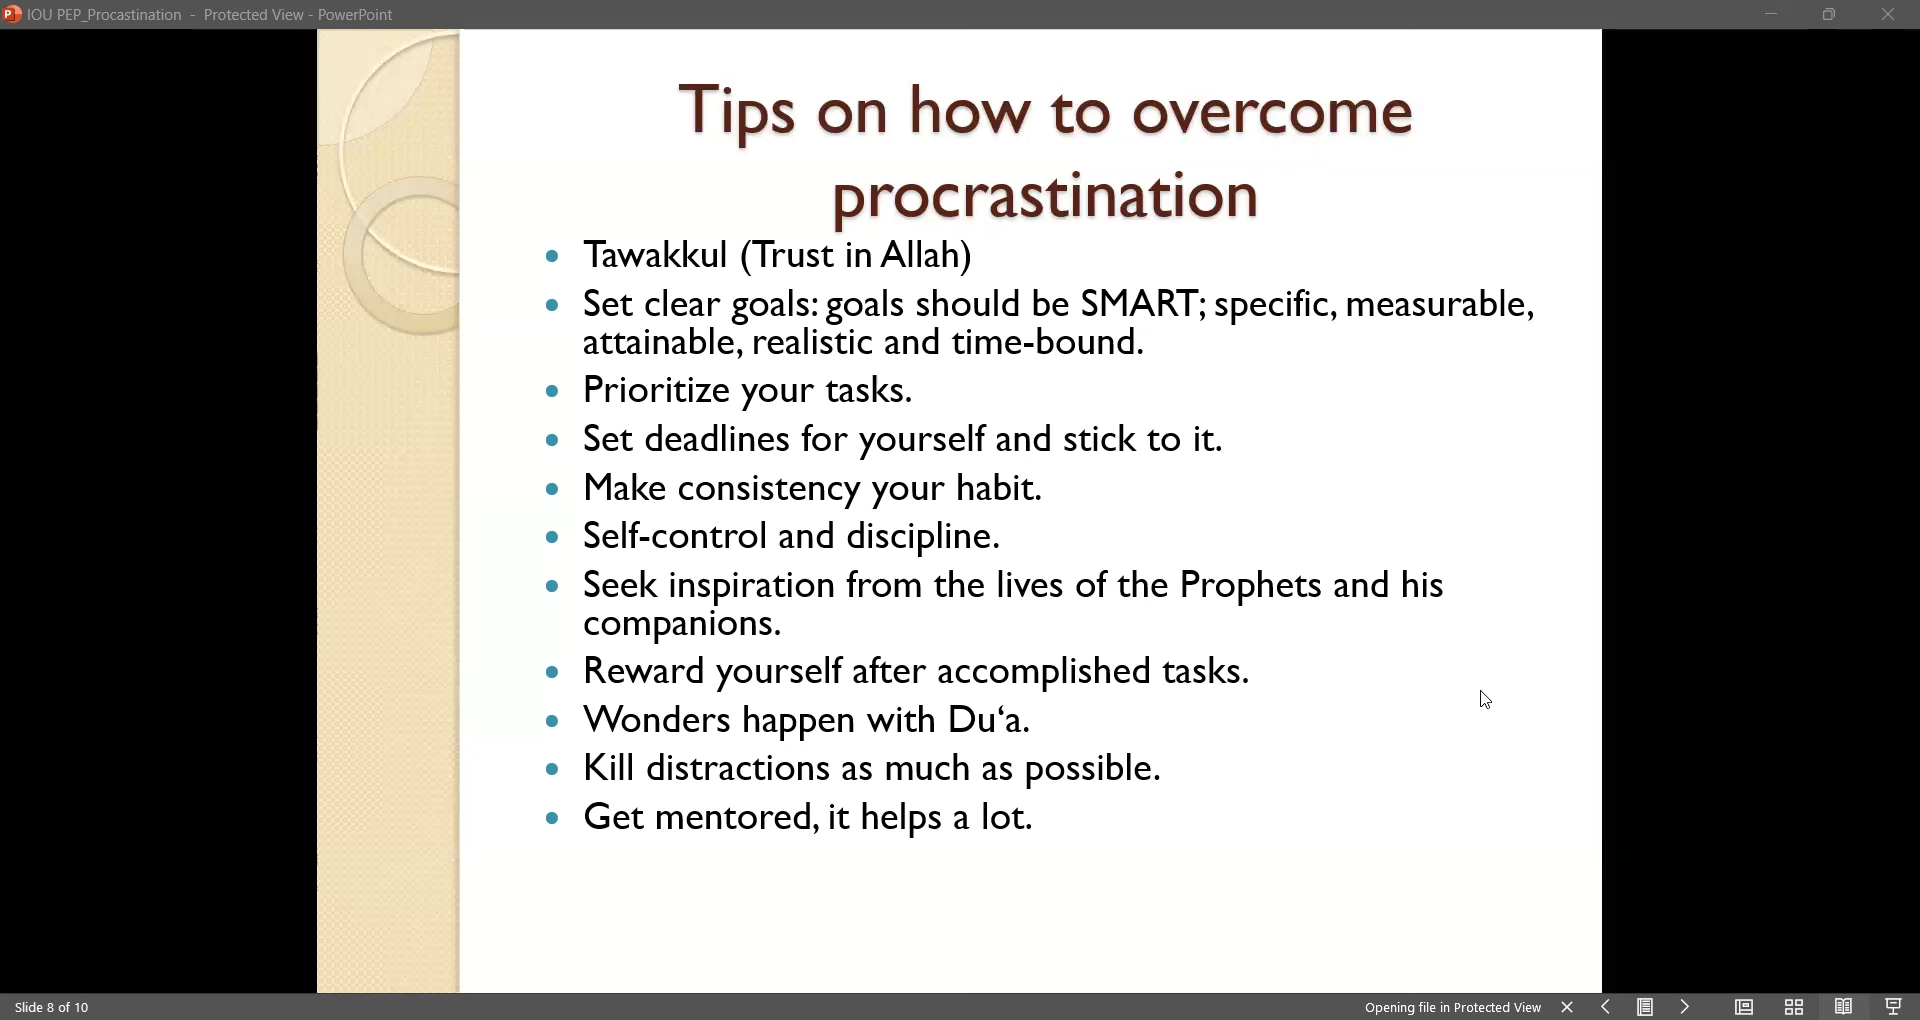 IOU PEP_Procastination - Protected View - PowerPoint
Tips on how to overcome
procrastination
• Tawakkul (Trust in Allah)
• Set clear goals: goals should be SMART; specific, measurable,
attainable, realistic and time-bound.
• Prioritize your tasks.
• Set deadlines for yourself and stick to it.
• Make consistency your habit.
• Self-control and discipline.
• Seek inspiration from the lives of the Prophets and his
companions.
• Reward yourself after accomplished tasks.
• Wonders happen with Du‘a.
• Kill distractions as much as possible.
• Get mentored, it helps a lot.
Slide 8 of 10
Opening file in Protected View